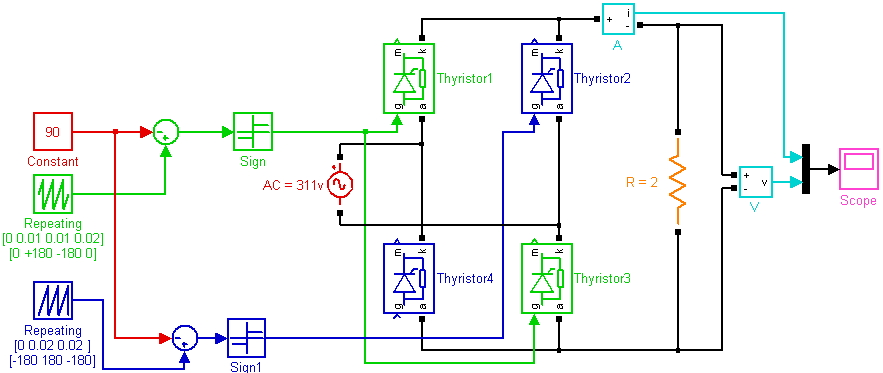 i
+
-
A
m
k
Thyristor1
g
a
m
k
Thyristor2
g
a
90
Constant
+
-
Sign
AC = 311v
R = 2
+
-
v
V
Scope
Repeating
[0 0.01 0.01 0.02]
[0 +180 -180 0]
m
k
Thyristor4
g
a
m
k
Thyristor3
g
a
Repeating
[0 0.02 0.02 ]
[-180 180 -180]
+
-
Sign1